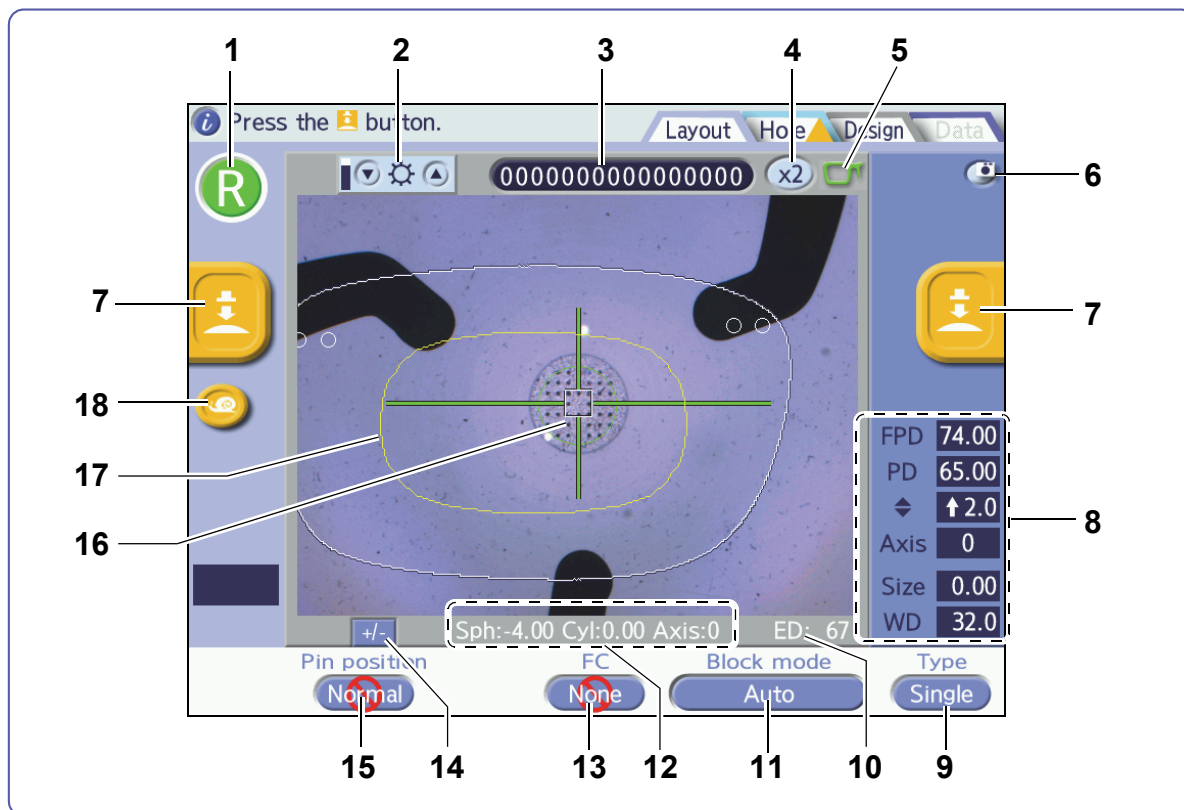 1 2 3 4 5
i Press the button.
Layout Hole Design Data
R
0000000000000000 x2
6
7 7
18
17
16
FPD 74.00
PD 65.00
2.0
Axis 0
Size 0.00
WD 32.0
8
+/- Sph:-4.00 Cyl:0.00 Axis:0 ED: 67
Pin position FC Block mode Type
Normal None Auto Single
15 14 13 12 11 10 9